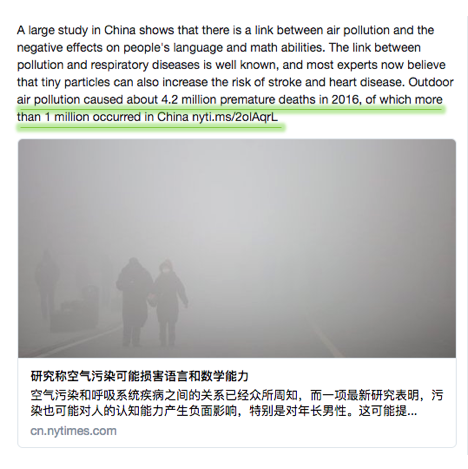 A large study in China shows that there is a link between air pollution and the
negative effects on people's language and math abilities. The link between
pollution and respiratory diseases is well known, and most experts now believe
that tiny particles can also increase the risk of stroke and heart disease. Outdoor
air pollution caused about 4.2 million premature deaths in 2016, of which more
than 1 million occurred in China nyti.ms/2olAqrL
研究称空气污染可能损害语言和数学能力
空气污染和呼吸系统疾病之间的关系已经众所周知，而一项最新研究表明，污
染也可能对人的认知能力产生负面影响，特别是对年长男性。这可能提...
cn.nytimes.com